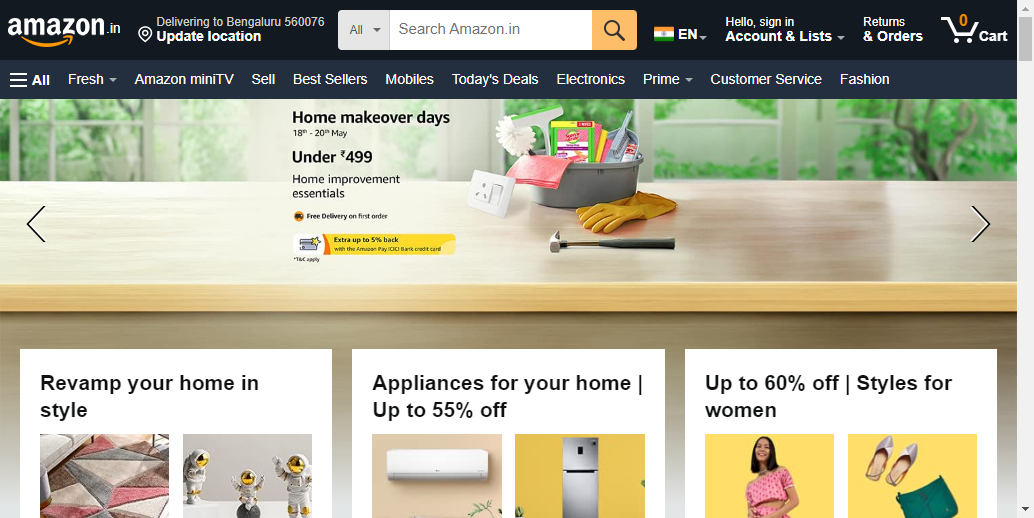 amazon.in
Delivering to Bengaluru 560076
Update location
All
Search Amazon.in
EN
Hello, sign in
Account & Lists
Returns
& Orders
0
Cart
All
Fresh
Amazon miniTV
Sell
Best Sellers
Mobiles
Today's Deals
Electronics
Prime
Customer Service
Fashion
Home makeover days
18th - 20th May
Under ₹499
Home improvement
essentials
Free Delivery on first order
Extra up to 5% back
with the Amazon Pay ICICI Bank credit card
*T&C apply
Revamp your home in
style
Appliances for your home |
Up to 55% off
Up to 60% off | Styles for
women